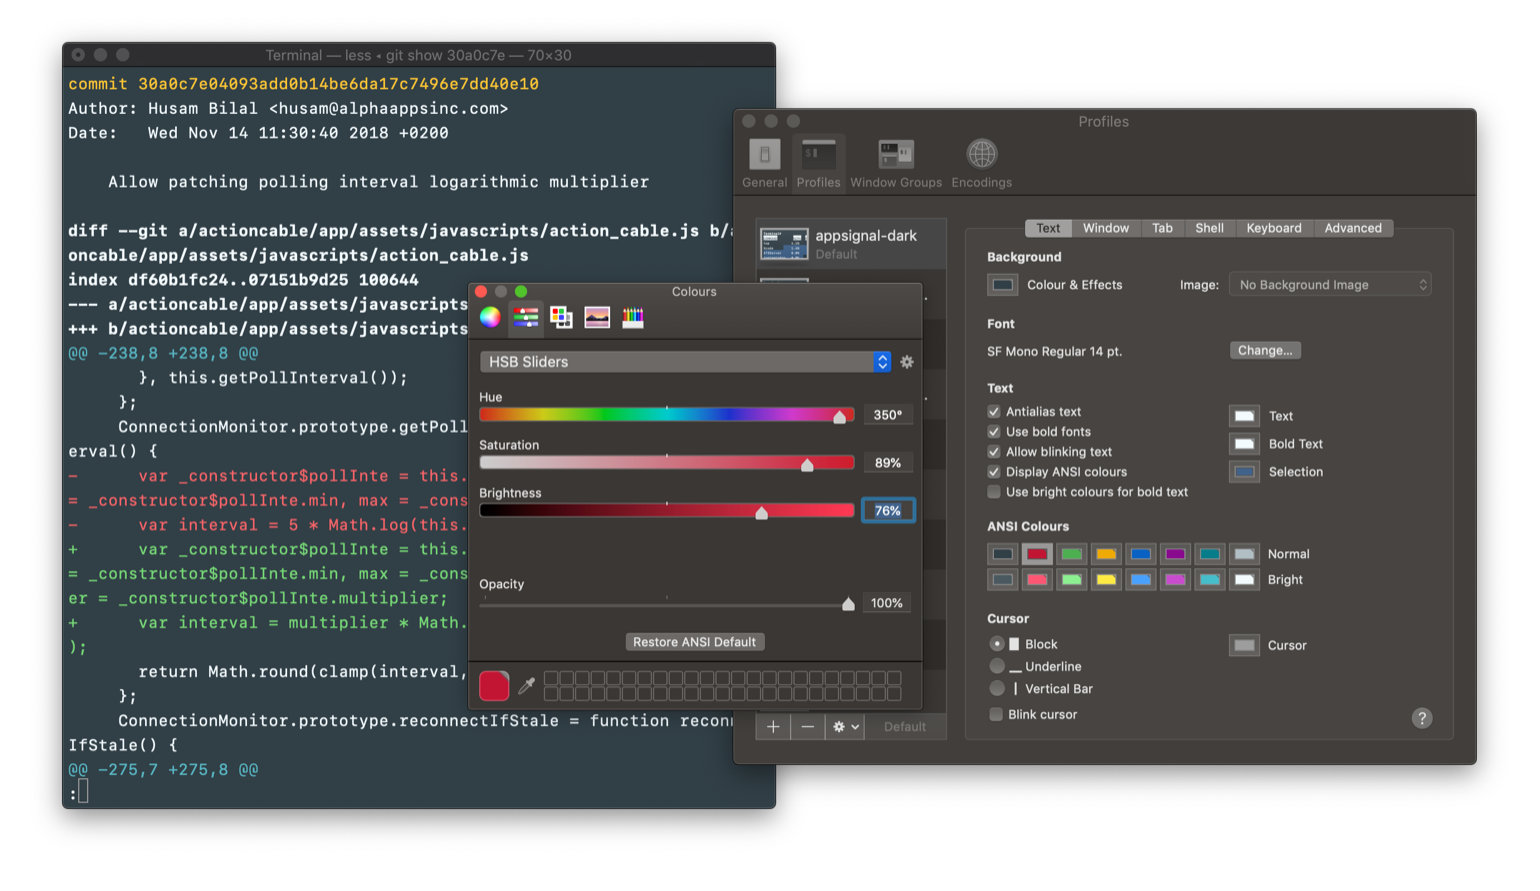 Terminal — less ◂ git show 30a0c7e — 70×30
commit 30a0c7e04093add0b14be6da17c7496e7dd40e10
Author: Husam Bilal <husam@alphaappsinc.com>
Date:   Wed Nov 14 11:30:40 2018 +0200
Allow patching polling interval logarithmic multiplier
diff --git a/actioncable/app/assets/javascripts/action_cable.js b/
oncable/app/assets/javascripts/action_cable.js
index df60b1fc24..07151b9d25 100644
--- a/actioncable/app/assets/javascripts
+++ b/actioncable/app/assets/javascripts
@@ -238,8 +238,8 @@
}, this.getPollInterval());
};
ConnectionMonitor.prototype.getPoll
erval() {
-      var _constructor$pollInte = this.
= _constructor$pollInte.min, max = _cons
-      var interval = 5 * Math.log(this.
+      var _constructor$pollInte = this.
= _constructor$pollInte.min, max = _cons
er = _constructor$pollInte.multiplier;
+      var interval = multiplier * Math.
);
return Math.round(clamp(interval,
};
ConnectionMonitor.prototype.reconnectIfStale = function reconn
IfStale() {
@@ -275,7 +275,8 @@
:
Profiles
General Profiles Window Groups Encodings
appsignal-dark
Default
Text Window Tab Shell Keyboard Advanced
Background
Colour & Effects Image: No Background Image
Font
SF Mono Regular 14 pt. Change...
Text
Antialias text Text
Use bold fonts
Bold Text
Allow blinking text
Display ANSI colours Selection
Use bright colours for bold text
ANSI Colours
Normal
Bright
Cursor
Block Cursor
Underline
Vertical Bar
Blink cursor
?
+ − Default
Colours
HSB Sliders
Hue
350°
Saturation
89%
Brightness
76%
Opacity
100%
Restore ANSI Default